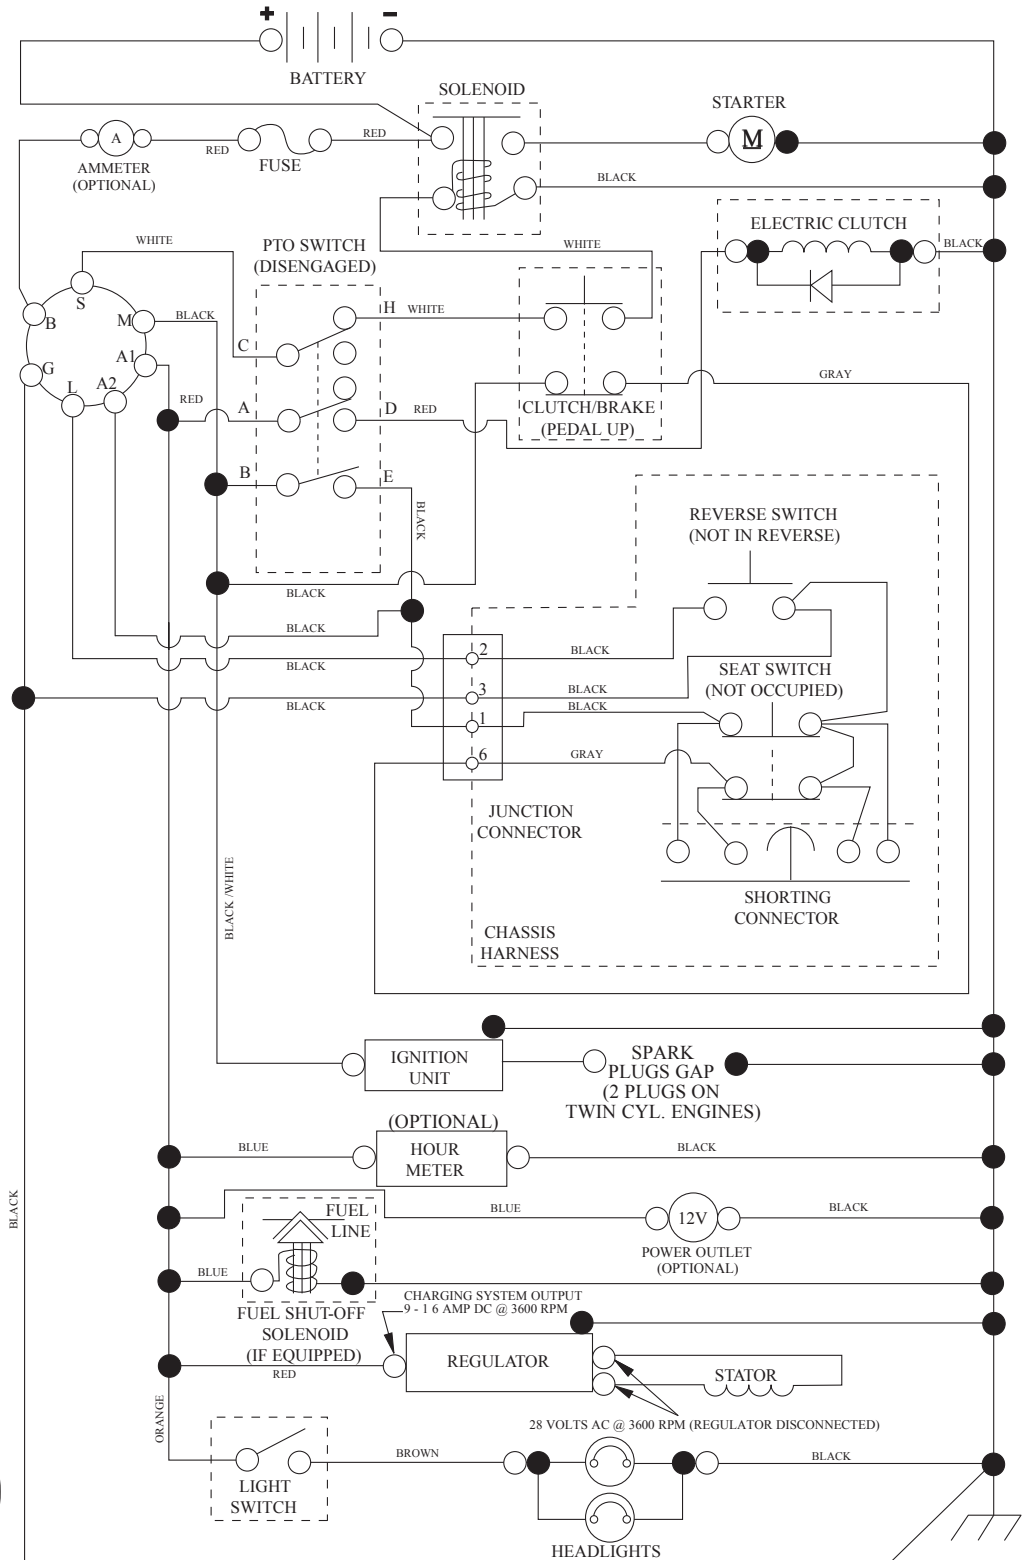 + -
BATTERY
SOLENOID
STARTER
M
A
AMMETER
(OPTIONAL)
RED
FUSE
RED
BLACK
ELECTRIC CLUTCH
BLACK
WHITE
PTO SWITCH
(DISENGAGED)
WHITE
S
B
M
BLACK
H
WHITE
C
G
A1
A2
L
GRAY
RED
A
D
RED
CLUTCH/BRAKE
(PEDAL UP)
B
E
BLACK
REVERSE SWITCH
(NOT IN REVERSE)
BLACK
BLACK
BLACK
2
BLACK
SEAT SWITCH
(NOT OCCUPIED)
BLACK
3
BLACK
BLACK
1
6
GRAY
JUNCTION
CONNECTOR
BLACK /WHITE
SHORTING
CONNECTOR
CHASSIS
HARNESS
IGNITION
UNIT
SPARK
PLUGS GAP
(2 PLUGS ON
TWIN CYL. ENGINES)
(OPTIONAL)
HOUR
METER
BLUE
BLACK
BLACK
FUEL
LINE
BLUE
12V
BLACK
POWER OUTLET
(OPTIONAL)
BLUE
FUEL SHUT-OFF
SOLENOID
(IF EQUIPPED)
CHARGING SYSTEM OUTPUT
9 - 1 6 AMP DC @ 3600 RPM
RED
REGULATOR
STATOR
28 VOLTS AC @ 3600 RPM (REGULATOR DISCONNECTED)
ORANGE
BROWN
BLACK
LIGHT
SWITCH
HEADLIGHTS